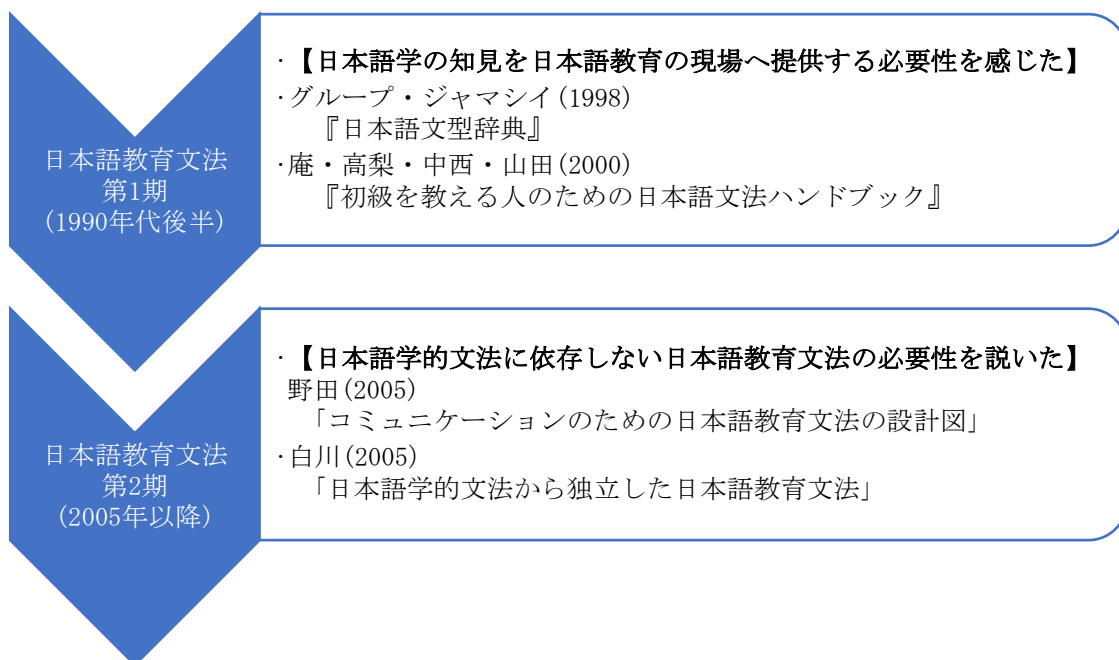 日本語教育文法
第1期
(1990年代後半)
・【日本語学の知見を日本語教育の現場へ提供する必要性を感じた】
・グループ・ジャマシイ(1998)
『日本語文型辞典』
・庵・高梨・中西・山田(2000)
『初級を教える人のための日本語文法ハンドブック』
日本語教育文法
第2期
(2005年以降)
・【日本語学的文法に依存しない日本語教育文法の必要性を説いた】
野田(2005)
「コミュニケーションのための日本語教育文法の設計図」
・白川(2005)
「日本語学的文法から独立した日本語教育文法」